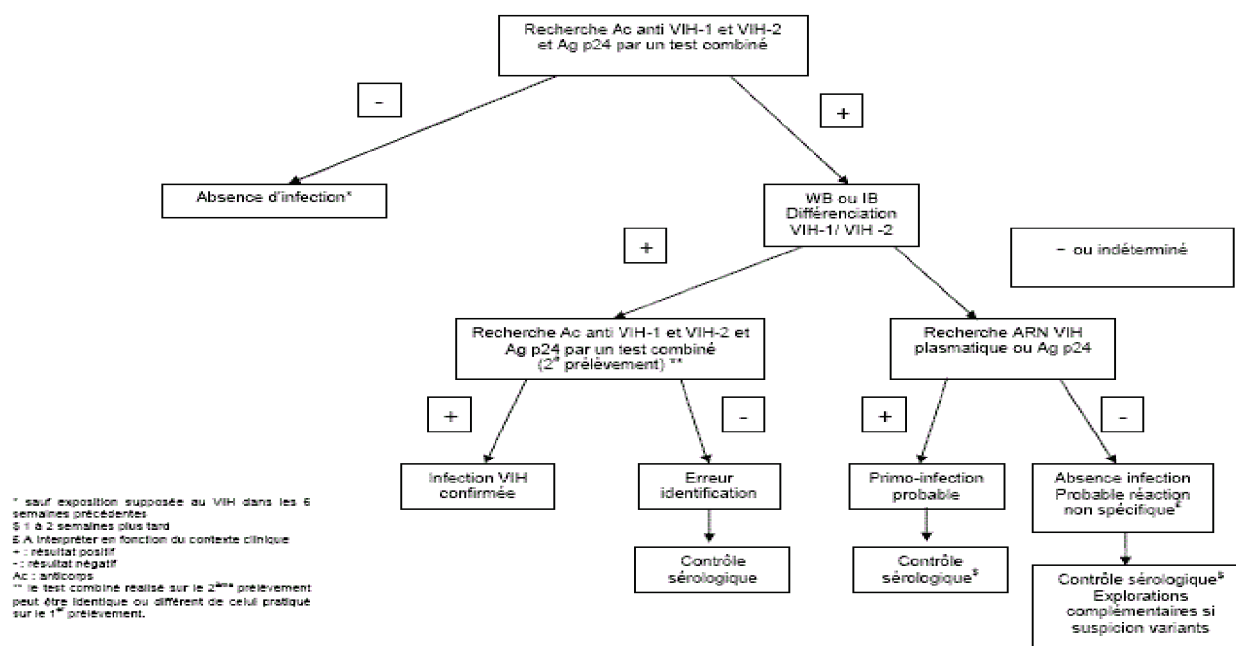 Recherche Ac anti VIH-1 et VIH-2
et Ag p24 par un test combiné
-
+
Absence d'infection*
WB ou IB
Différenciation
VIH-1/ VIH -2
+
- ou indéterminé
Recherche Ac anti VIH-1 et VIH-2 et
Ag p24 par un test combiné
(2e prélèvement) **
Recherche ARN VIH
plasmatique ou Ag p24
+
-
+
-
Infection VIH
confirmée
Erreur
identification
Primo-infection
probable
Absence infection
Probable réaction
non spécifique£
Contrôle
sérologique
Contrôle
sérologique$
Contrôle sérologique$
Explorations
complémentaires si
suspicion variants
* sauf exposition supposée au VIH dans les 6
semaines précédentes
$ 1 à 2 semaines plus tard
£ A interpréter en fonction du contexte clinique
+ : résultat positif
- : résultat négatif
Ac : anticorps
** le test combiné réalisé sur le 2ème prélèvement
peut être identique ou différent de celui pratiqué
sur le 1er prélèvement.